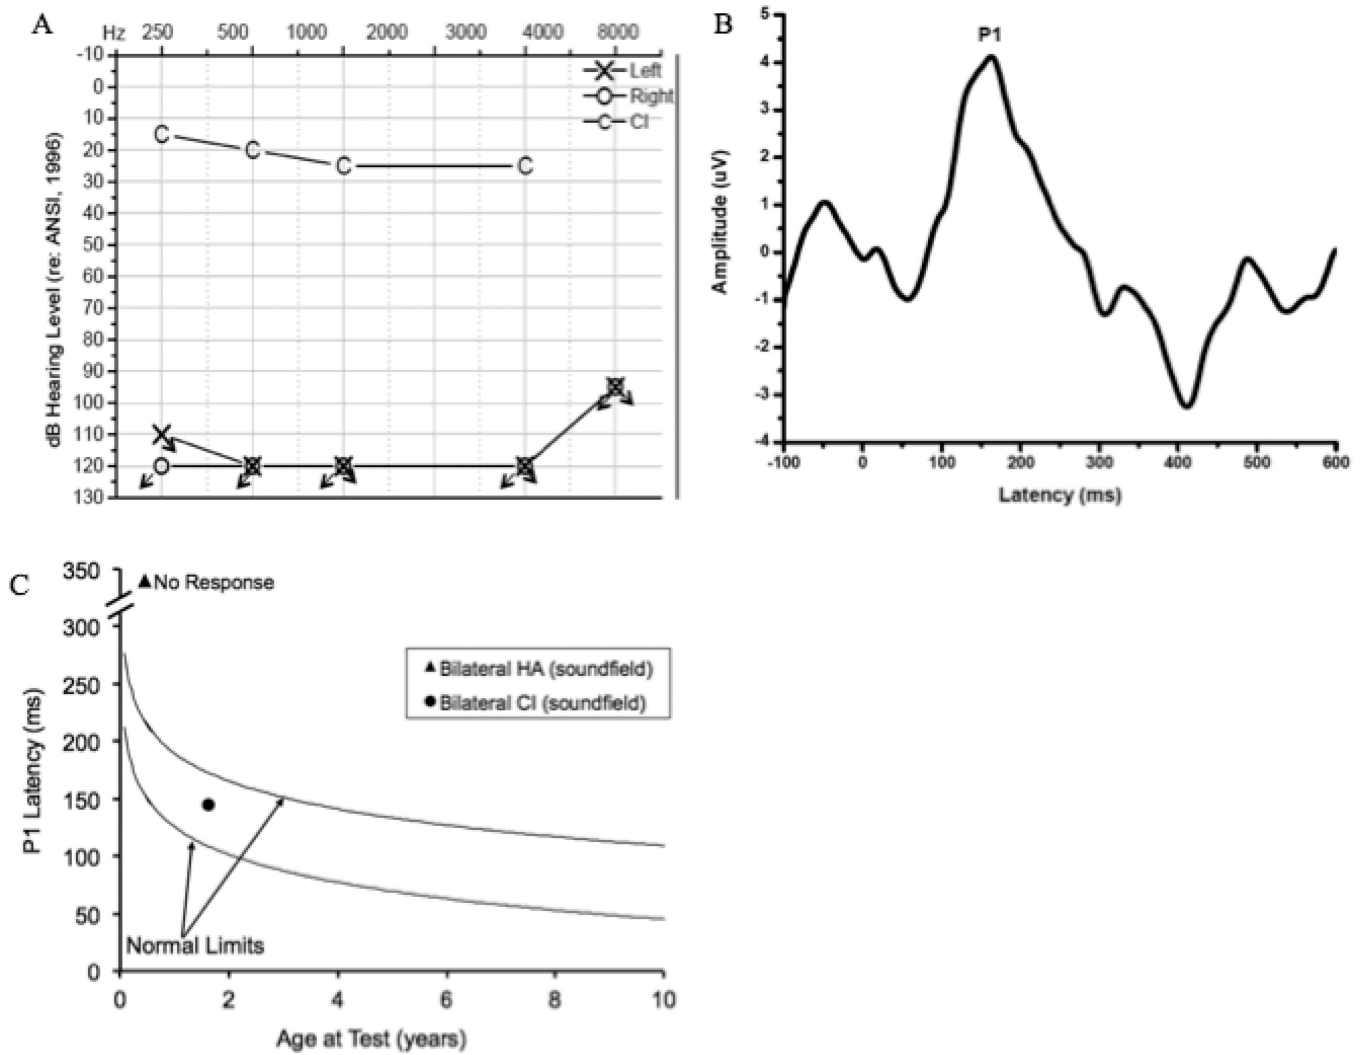 A
Hz 250 500 1000 2000 3000 4000 8000
-10
0
10
20
30
40
50
60
70
80
90
100
110
120
130
dB Hearing Level (re: ANSI, 1996)
Left
Right
CI
B
P1
5
4
3
2
1
0
-1
-2
-3
-4
Amplitude (uV)
-100 0 100 200 300 400 500 600
Latency (ms)
C
350
300
250
200
150
100
50
0
P1 Latency (ms)
No Response
Bilateral HA (soundfield)
Bilateral CI (soundfield)
Normal Limits
0 2 4 6 8 10
Age at Test (years)